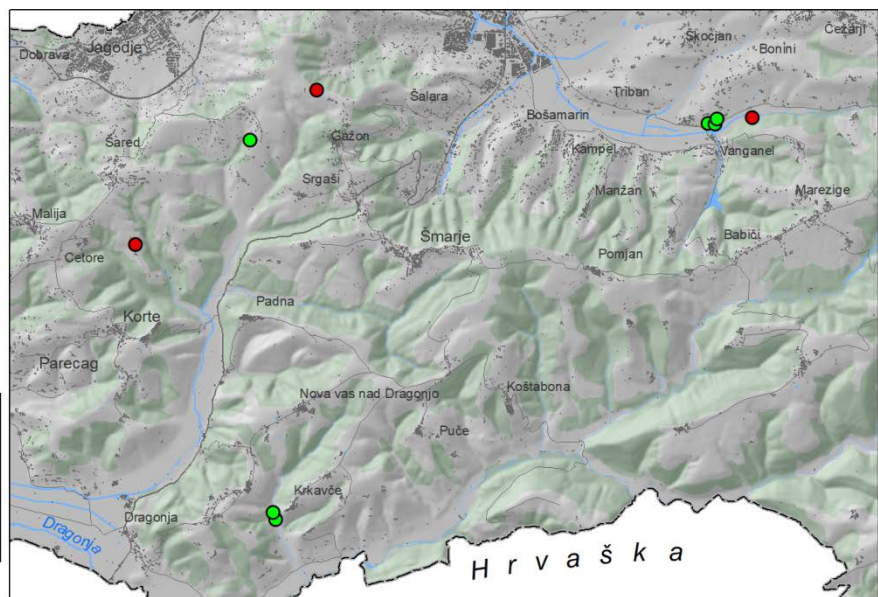 Škocjan
Čežarji
Dobrava
Jagodje
Bonini
Triban
Šalara
Bošamarin
Gažon
Sared
Kampel
Vanganel
Srgaši
Manžan
Marezige
Malija
Šmarje
Babiči
Cetore
Pomjan
Padna
Korte
Parecag
Nova vas nad Dragonjo
Koštabona
Puče
Krkavče
Dragonja
Dragonja
Hrvaška